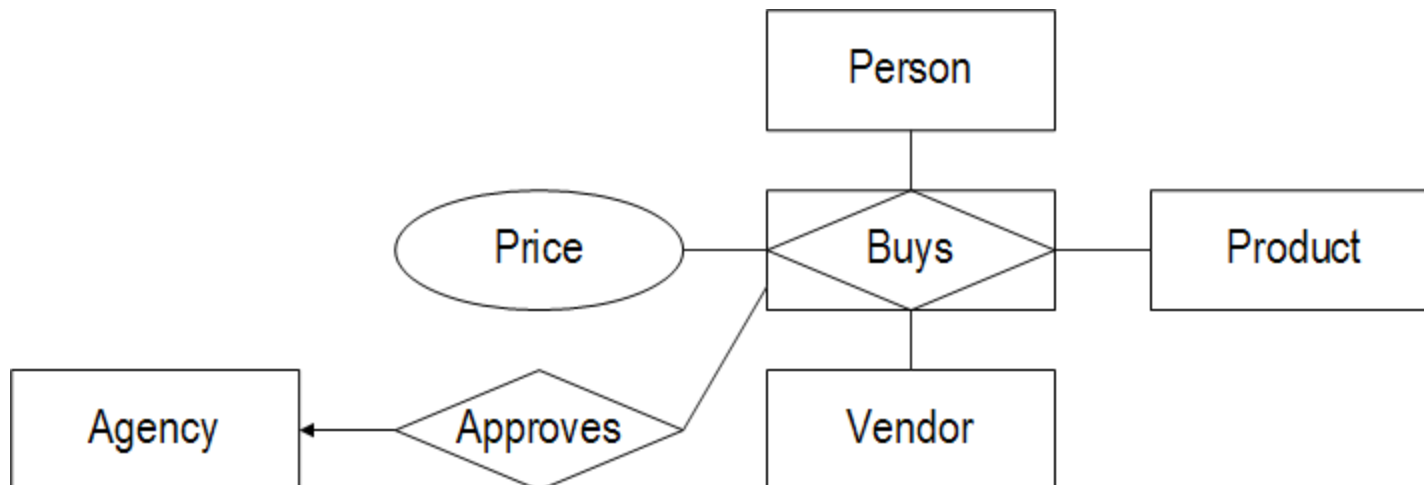 Person
Price
Buys
Product
Agency
Approves
Vendor